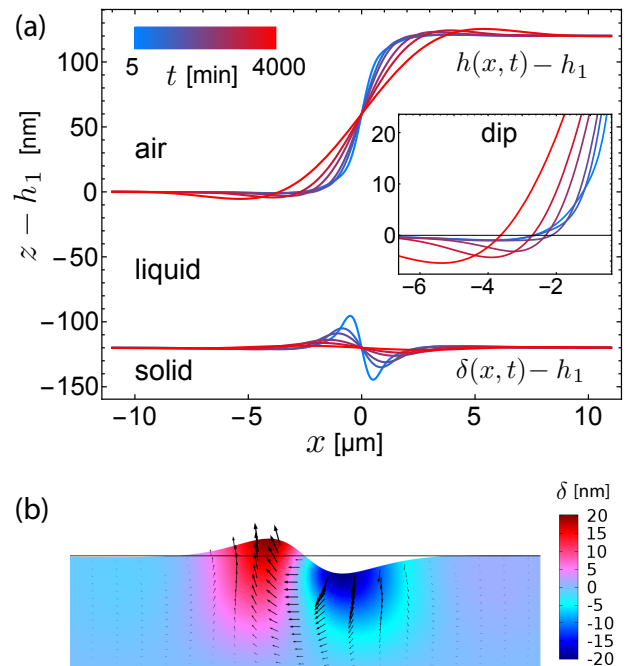 (a)
100
50
0
−50
−100
−150
z − h₁ [nm]
5 t [min] 4000
air
liquid
solid
h(x, t) − h₁
δ(x, t) − h₁
dip
20
10
0
−6 −4 −2
−10 −5 0 5 10
x [µm]
(b)
δ [nm]
20
15
10
5
0
-5
-10
-15
-20